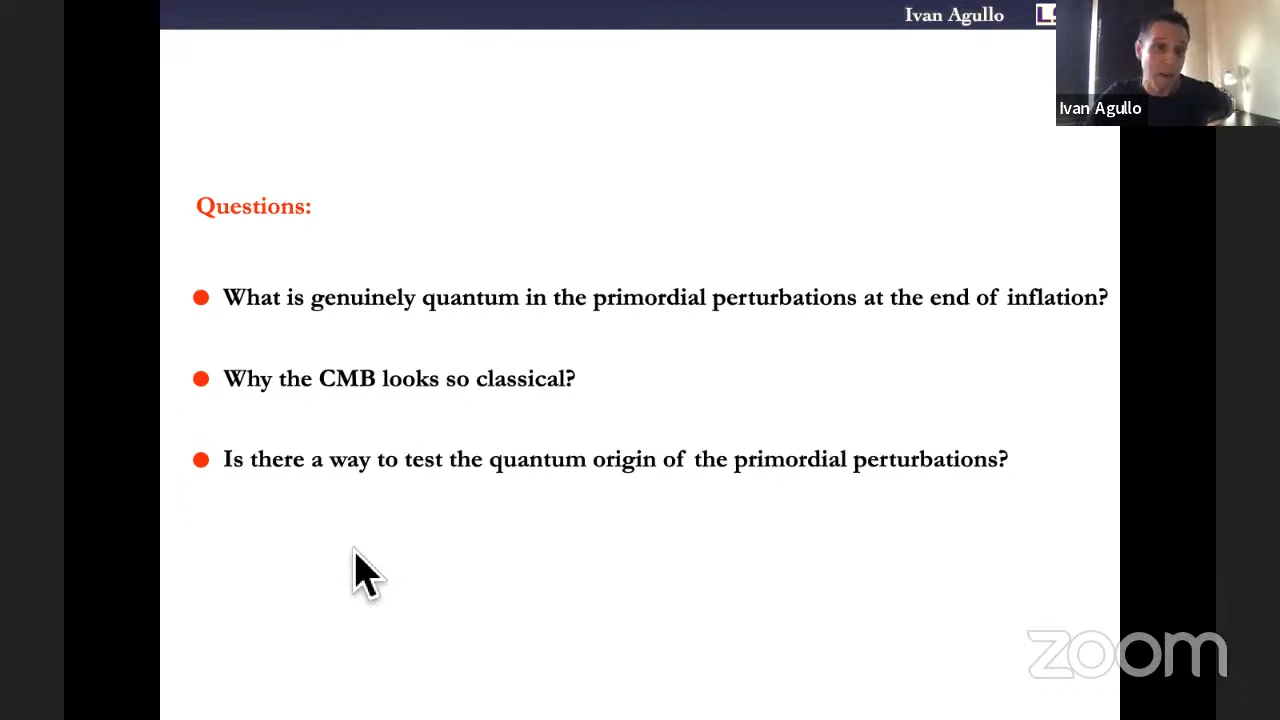 Ivan Agullo
Ivan Agullo
Questions:
What is genuinely quantum in the primordial perturbations at the end of inflation?
Why the CMB looks so classical?
Is there a way to test the quantum origin of the primordial perturbations?
zoom